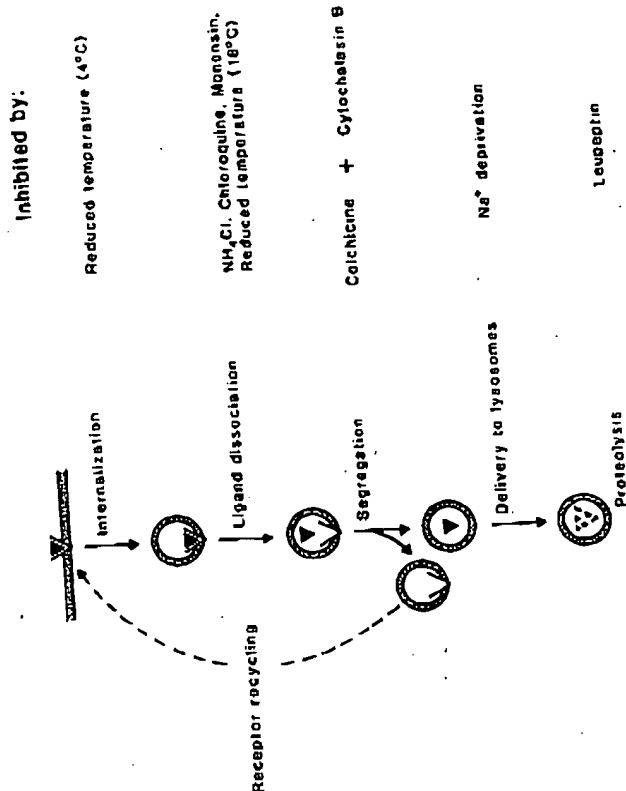 Inhibited by:
Internalization
Reduced temperature (4°C)
Ligand dissociation
NH₄Cl, Chloroquine, Monensin,
Reduced temperature (18°C)
Segregation
Colchicine + Cytochalasin B
Receptor recycling
Delivery to lysosomes
Na⁺ deprivation
Proteolysis
Leupeptin